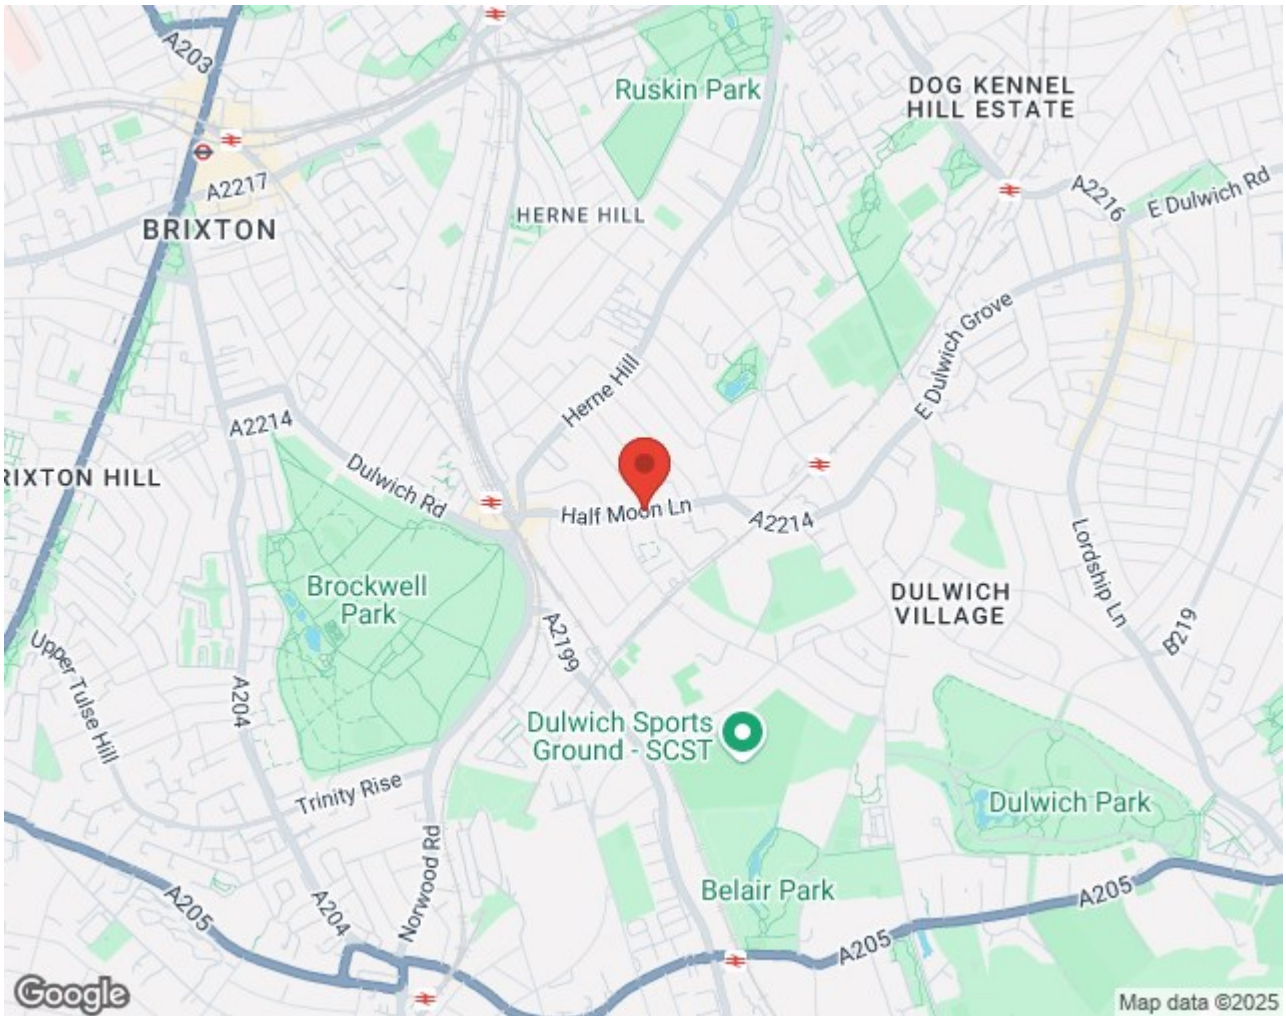 A203
Ruskin Park
DOG KENNEL
HILL ESTATE
A2217
A2216
E Dulwich Rd
HERNE HILL
BRIXTON
E Dulwich Grove
Herne Hill
A2214
Dulwich Rd
RIXTON HILL
Half Moon Ln
A2214
Lordship Ln
Brockwell
Park
DULWICH
VILLAGE
B219
A2199
Upper Tulse Hill
A204
Dulwich Sports
Ground - SCST
Trinity Rise
Dulwich Park
Norwood Rd
Belair Park
A205
A205
A204
A205
Google
Map data ©2025